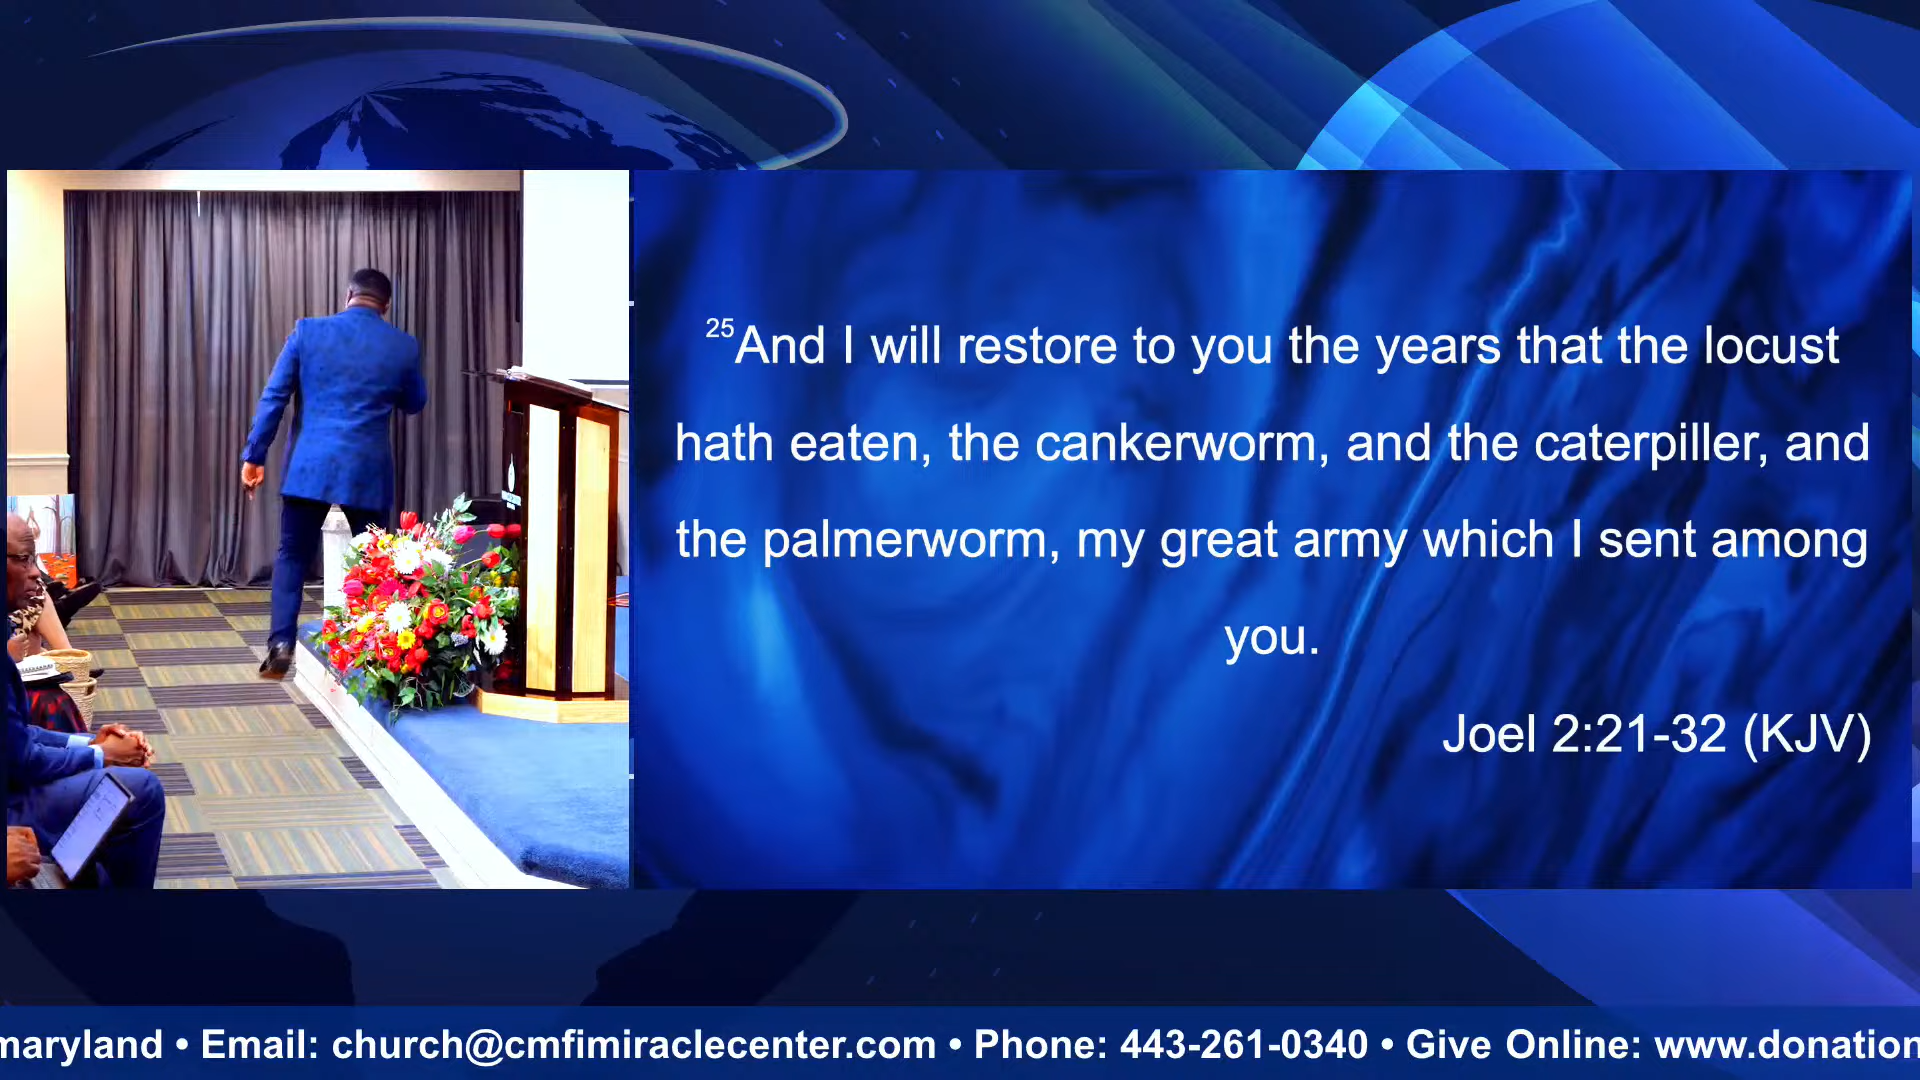 25And I will restore to you the years that the locust
hath eaten, the cankerworm, and the caterpiller, and
the palmerworm, my great army which I sent among
you.
Joel 2:21-32 (KJV)
maryland • Email: church@cmfimiraclecenter.com • Phone: 443-261-0340 • Give Online: www.donation